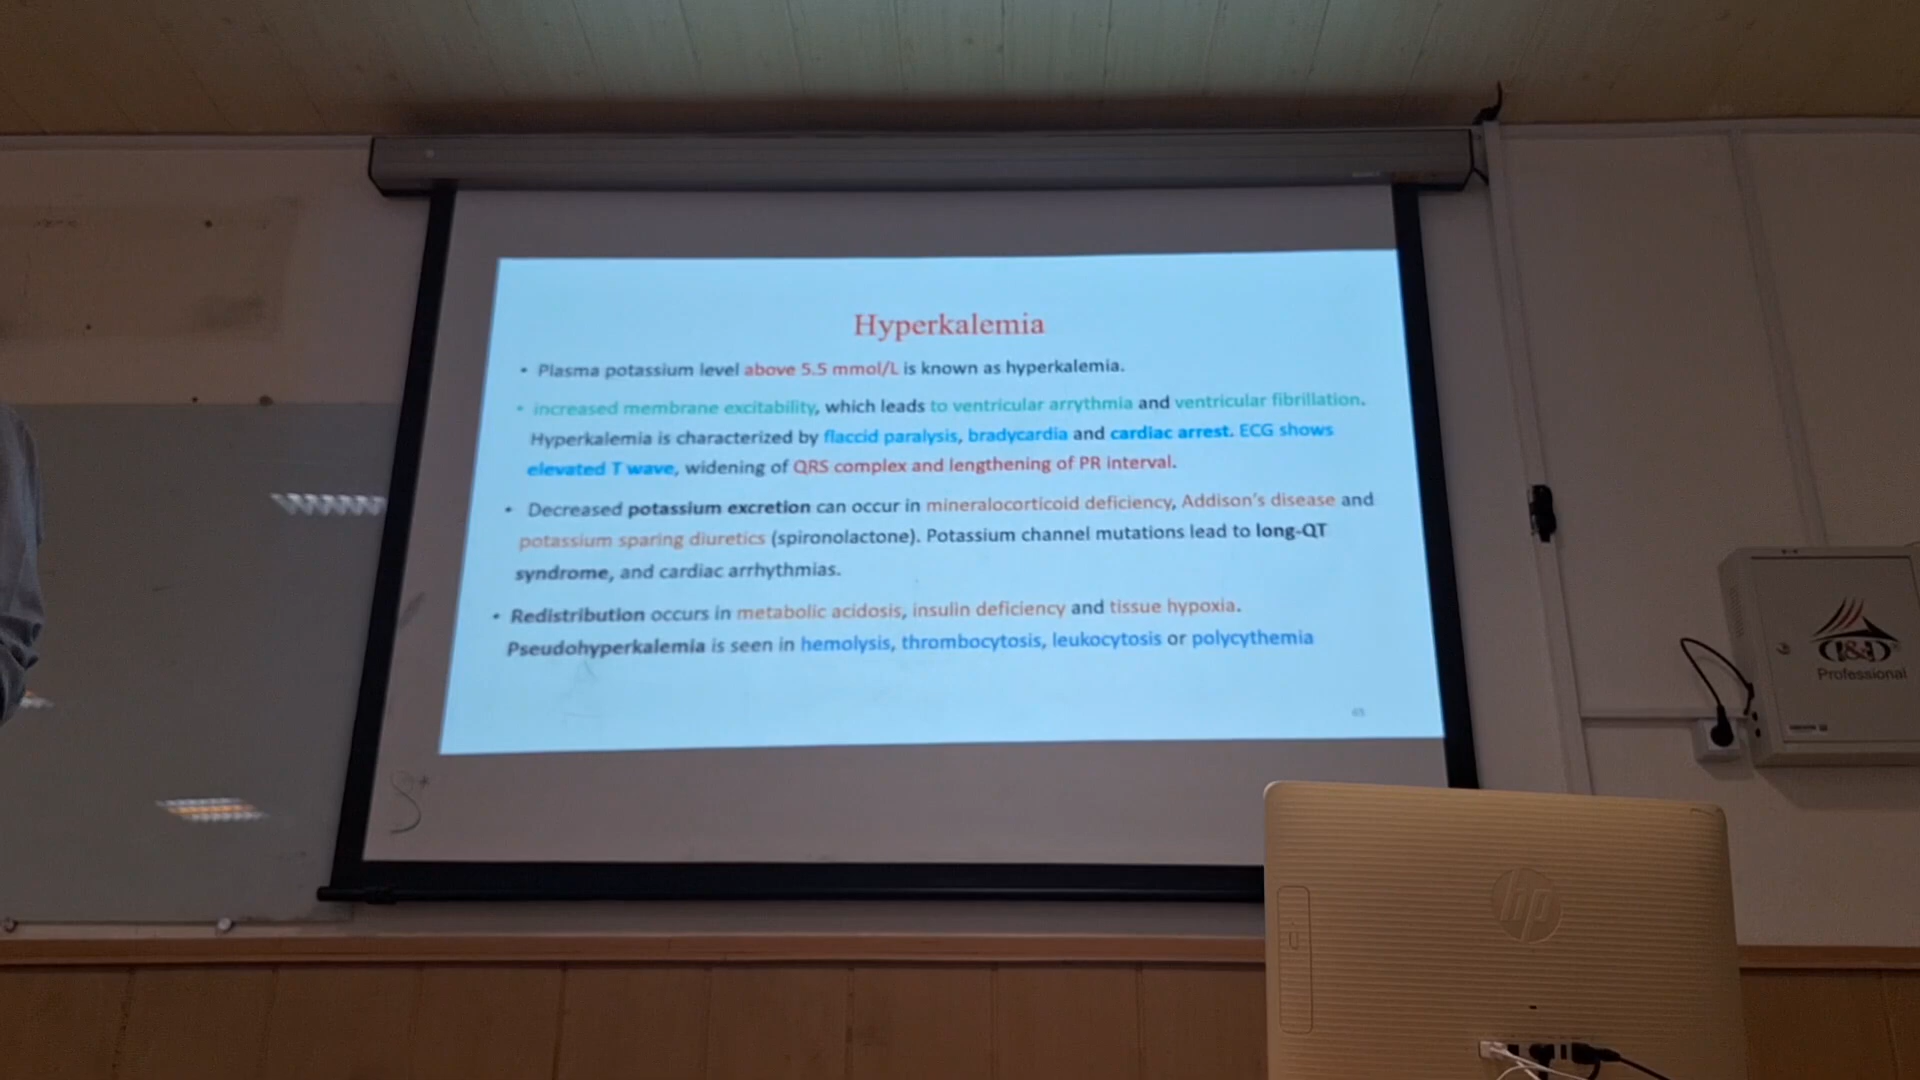 Hyperkalemia
• Plasma potassium level above 5.5 mmol/L is known as hyperkalemia.
• increased membrane excitability, which leads to ventricular arrythmia and ventricular fibrillation.
Hyperkalemia is characterized by flaccid paralysis, bradycardia and cardiac arrest. ECG shows
elevated T wave, widening of QRS complex and lengthening of PR interval.
• Decreased potassium excretion can occur in mineralocorticoid deficiency, Addison's disease and
potassium sparing diuretics (spironolactone). Potassium channel mutations lead to long-QT
syndrome, and cardiac arrhythmias.
• Redistribution occurs in metabolic acidosis, insulin deficiency and tissue hypoxia.
Pseudohyperkalemia is seen in hemolysis, thrombocytosis, leukocytosis or polycythemia
Professional
hp